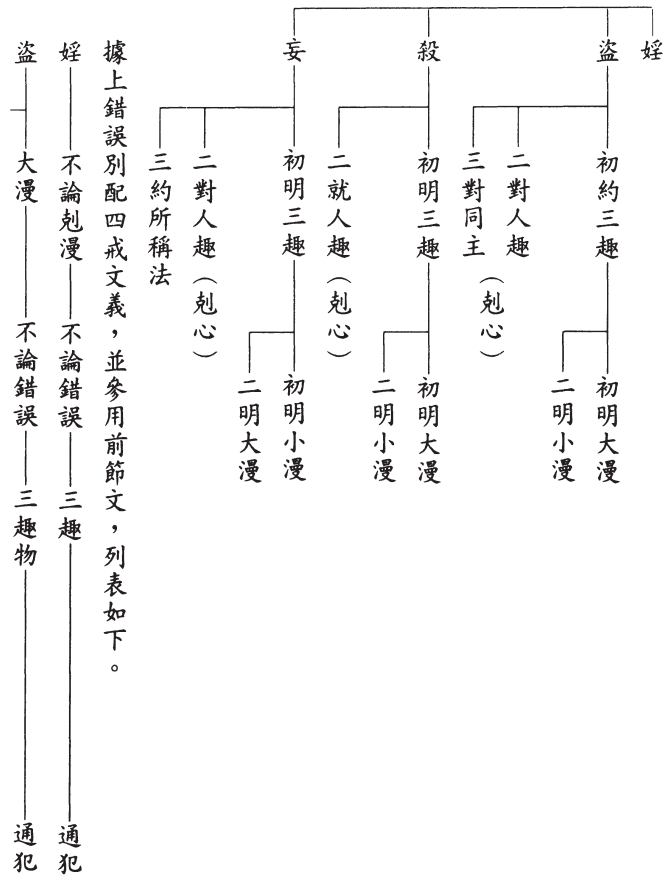 婬
盜
初約三趣
初明大漫
二明小漫
二對人趣
三對同主
（剋心）
殺
初明三趣
初明大漫
二明小漫
二就人趣（剋心）
妄
初明三趣
初明小漫
二明大漫
二對人趣（剋心）
三約所稱法
據上錯誤別配四戒文義，並參用前節文，列表如下。
婬 不論剋漫 不論錯誤 三趣 通犯
盜 大漫 不論錯誤 三趣物 通犯